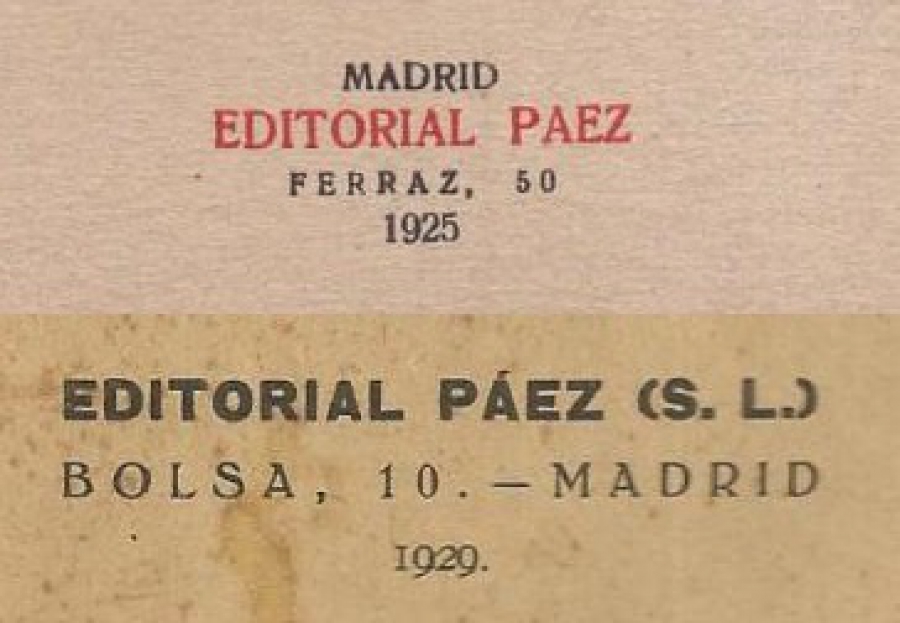 MADRID
EDITORIAL PAEZ
FERRAZ, 50
1925
EDITORIAL PÁEZ (S. L.)
BOLSA, 10.—MADRID
1929.